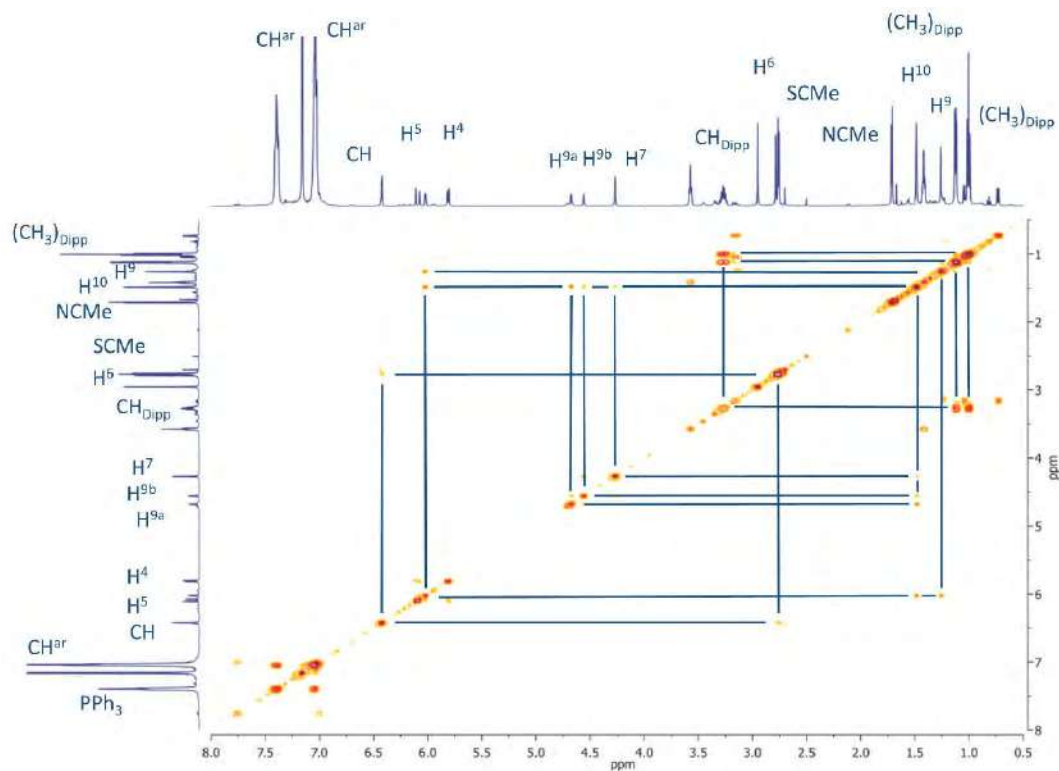 (CH₃)Dipp
CHᵃʳ
CHᵃʳ
H⁶
H¹⁰
SCMe
H⁹
H⁵
H⁴
(CH₃)Dipp
NCMe
CH_Dipp
CH
H⁹ᵃ
H⁹ᵇ
H⁷
(CH₃)Dipp
H⁹
H¹⁰
NCMe
SCMe
H⁶
CH_Dipp
H⁷
H⁹ᵇ
H⁹ᵃ
H⁴
H⁵
CH
CHᵃʳ
PPh₃
1
2
3
4
5
6
7
8
ppm
8.0 7.5 7.0 6.5 6.0 5.5 5.0 4.5 4.0 3.5 3.0 2.5 2.0 1.5 1.0 0.5
ppm